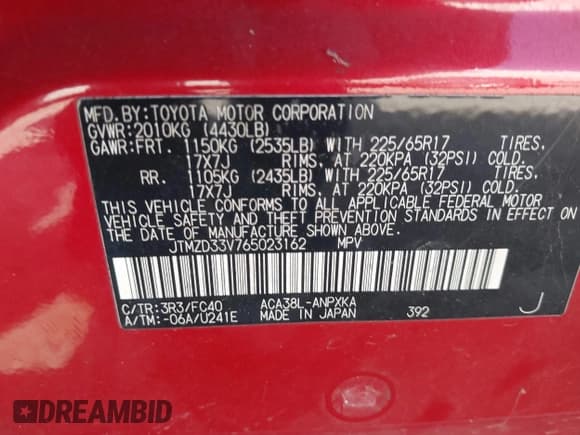 MFD.BY:TOYOTA MOTOR CORPORATION
GVWR:2010KG (4430LB)
GAWR:FRT. 1150KG (2535LB) WITH 225/65R17 TIRES.
17X7J RIMS. AT 220KPA (32PSI) COLD.
RR. 1105KG (2435LB) WITH 225/65R17 TIRES.
17X7J RIMS. AT 220KPA (32PSI) COLD.
THIS VEHICLE CONFORMS TO ALL APPLICABLE FEDERAL MOTOR
VEHICLE SAFETY AND THEFT PREVENTION STANDARDS IN EFFECT ON
THE DATE OF MANUFACTURE SHOWN ABOVE.
JTMZD33V765023162 MPV
C/TR:3R3/FC40 ACA38L-ANPXKA
A/TM:-06A/U241E MADE IN JAPAN 392 J
DREAMBID